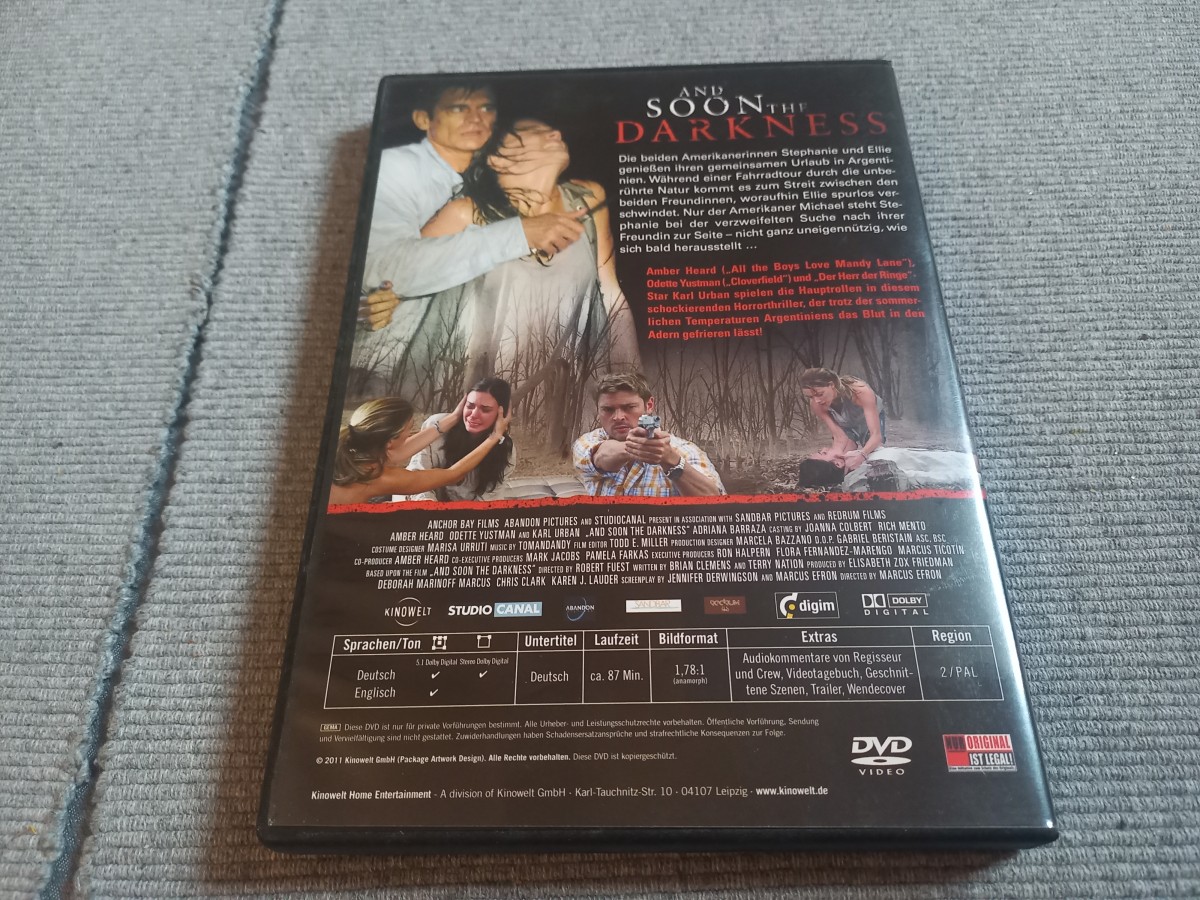 AND
SOON THE
DARKNESS
Die beiden Amerikanerinnen Stephanie und Ellie
genießen ihren gemeinsamen Urlaub in Argenti-
nien. Während einer Fahrradtour durch die unbe-
rührte Natur kommt es zum Streit zwischen den
beiden Freundinnen, woraufhin Ellie spurlos ver-
schwindet. Nur der Amerikaner Michael steht Ste-
phanie bei der verzweifelten Suche nach ihrer
Freundin zur Seite – nicht ganz uneigennützig, wie
sich bald herausstellt ...
Amber Heard („All the Boys Love Mandy Lane“),
Odette Yustman („Cloverfield“) und „Der Herr der Ringe“-
Star Karl Urban spielen die Hauptrollen in diesem
schockierenden Horrorthriller, der trotz der sommer-
lichen Temperaturen Argentiniens das Blut in den
Adern gefrieren lässt!
ANCHOR BAY FILMS ABANDON PICTURES AND STUDIOCANAL PRESENT IN ASSOCIATION WITH SANDBAR PICTURES AND REDRUM FILMS
AMBER HEARD ODETTE YUSTMAN AND KARL URBAN „AND SOON THE DARKNESS“ ADRIANA BARRAZA CASTING BY JOANNA COLBERT RICH MENTO
COSTUME DESIGNER MARISA URRUTI MUSIC BY TOMANDANDY FILM EDITOR TODD E. MILLER PRODUCTION DESIGNER MARCELA BAZZANO D.O.P. GABRIEL BERISTAIN ASC, BSC
CO-PRODUCER AMBER HEARD CO-EXECUTIVE PRODUCERS MARK JACOBS PAMELA FARKAS EXECUTIVE PRODUCERS RON HALPERN FLORA FERNANDEZ-MARENGO MARCUS TICOTIN
BASED UPON THE FILM „AND SOON THE DARKNESS“ DIRECTED BY ROBERT FUEST WRITTEN BY BRIAN CLEMENS AND TERRY NATION PRODUCED BY ELISABETH ZOX FRIEDMAN
DEBORAH MARINOFF MARCUS CHRIS CLARK KAREN J. LAUDER SCREENPLAY BY JENNIFER DERWINGSON AND MARCUS EFRON DIRECTED BY MARCUS EFRON
KINOWELT STUDIO CANAL ABANDON SANDBAR redrum digim DOLBY DIGITAL
Sprachen/Ton Untertitel Laufzeit Bildformat Extras Region
5.1 Dolby Digital Stereo Dolby Digital
Deutsch ✓ ✓ Deutsch ca. 87 Min. 1,78:1 (anamorph) Audiokommentare von Regisseur 2/PAL
und Crew, Videotagebuch, Geschnit-
Englisch ✓ tene Szenen, Trailer, Wendecover
GEMA Diese DVD ist nur für private Vorführungen bestimmt. Alle Urheber- und Leistungsschutzrechte vorbehalten. Öffentliche Vorführung, Sendung
und Vervielfältigung sind nicht gestattet. Zuwiderhandlungen haben Schadensersatzansprüche und strafrechtliche Konsequenzen zur Folge.
© 2011 Kinowelt GmbH (Package Artwork Design). Alle Rechte vorbehalten. Diese DVD ist kopiergeschützt.
DVD
VIDEO
NUR ORIGINAL
IST LEGAL!
Kinowelt Home Entertainment - A division of Kinowelt GmbH · Karl-Tauchnitz-Str. 10 · 04107 Leipzig · www.kinowelt.de